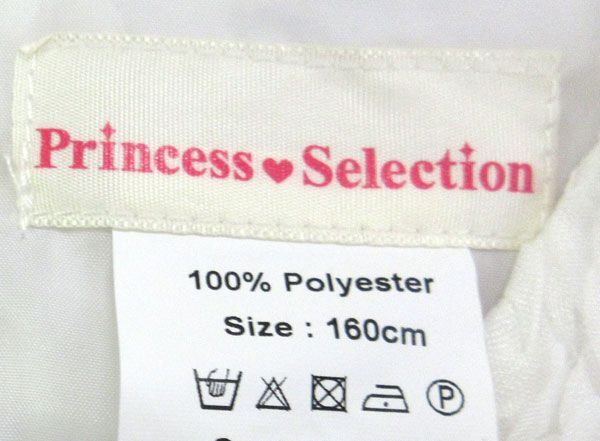 Princess♥Selection
100% Polyester
Size : 160cm
P